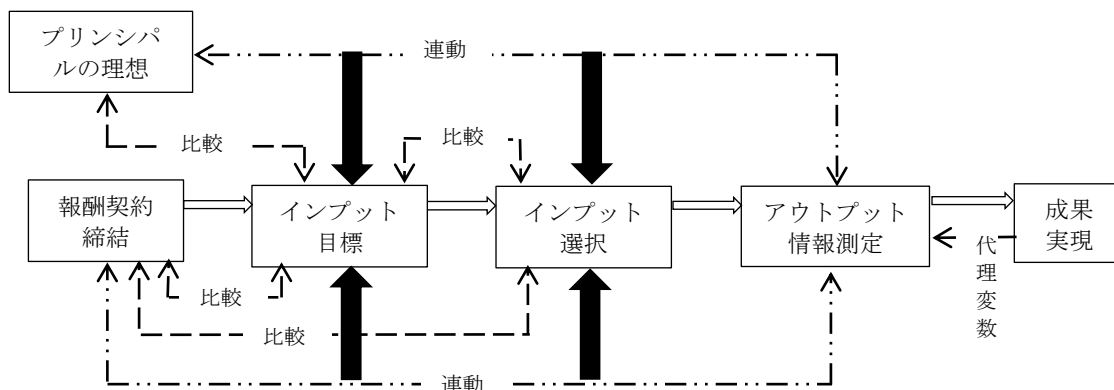 プリンシパ
ルの理想
連動
比較
比較
報酬契約
締結
インプット
目標
インプット
選択
アウトプット
情報測定
成果
実現
代理変数
比較
比較
連動